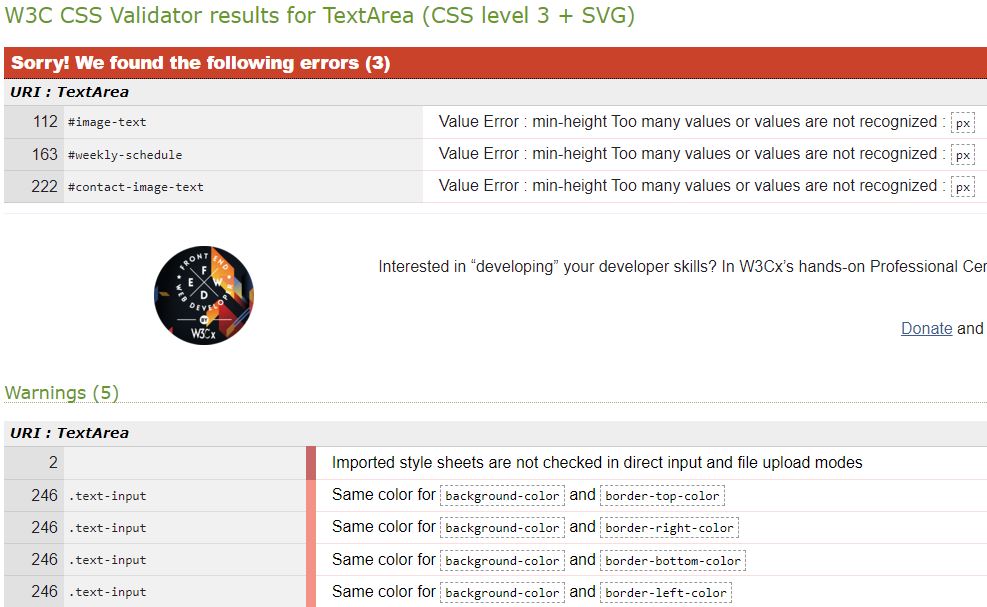 W3C CSS Validator results for TextArea (CSS level 3 + SVG)
Sorry! We found the following errors (3)
URI : TextArea
112 #image-text Value Error : min-height Too many values or values are not recognized : px
163 #weekly-schedule Value Error : min-height Too many values or values are not recognized : px
222 #contact-image-text Value Error : min-height Too many values or values are not recognized : px
FRONT END
F
E W
D
WEB DEVELOPER
BY
W3Cx
Interested in “developing” your developer skills? In W3Cx’s hands-on Professional Cer
Donate and
Warnings (5)
URI : TextArea
2 Imported style sheets are not checked in direct input and file upload modes
246 .text-input Same color for background-color and border-top-color
246 .text-input Same color for background-color and border-right-color
246 .text-input Same color for background-color and border-bottom-color
246 .text-input Same color for background-color and border-left-color